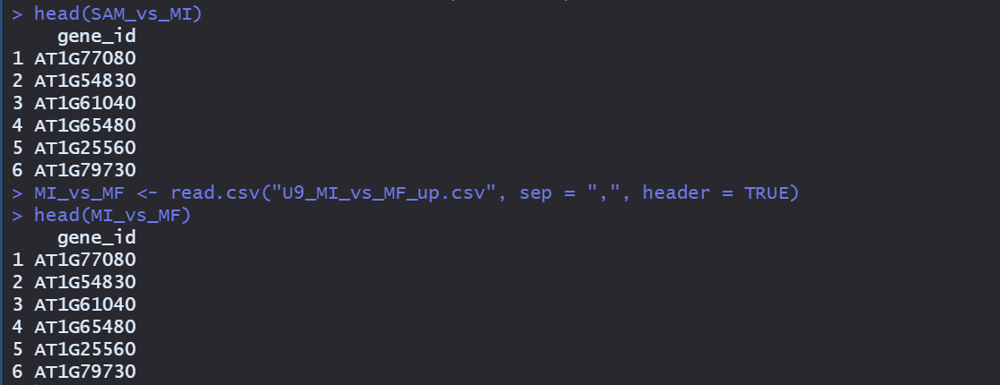 > head(SAM_vs_MI)
gene_id
1 AT1G77080
2 AT1G54830
3 AT1G61040
4 AT1G65480
5 AT1G25560
6 AT1G79730
> MI_vs_MF <- read.csv("U9_MI_vs_MF_up.csv", sep = ",", header = TRUE)
> head(MI_vs_MF)
gene_id
1 AT1G77080
2 AT1G54830
3 AT1G61040
4 AT1G65480
5 AT1G25560
6 AT1G79730